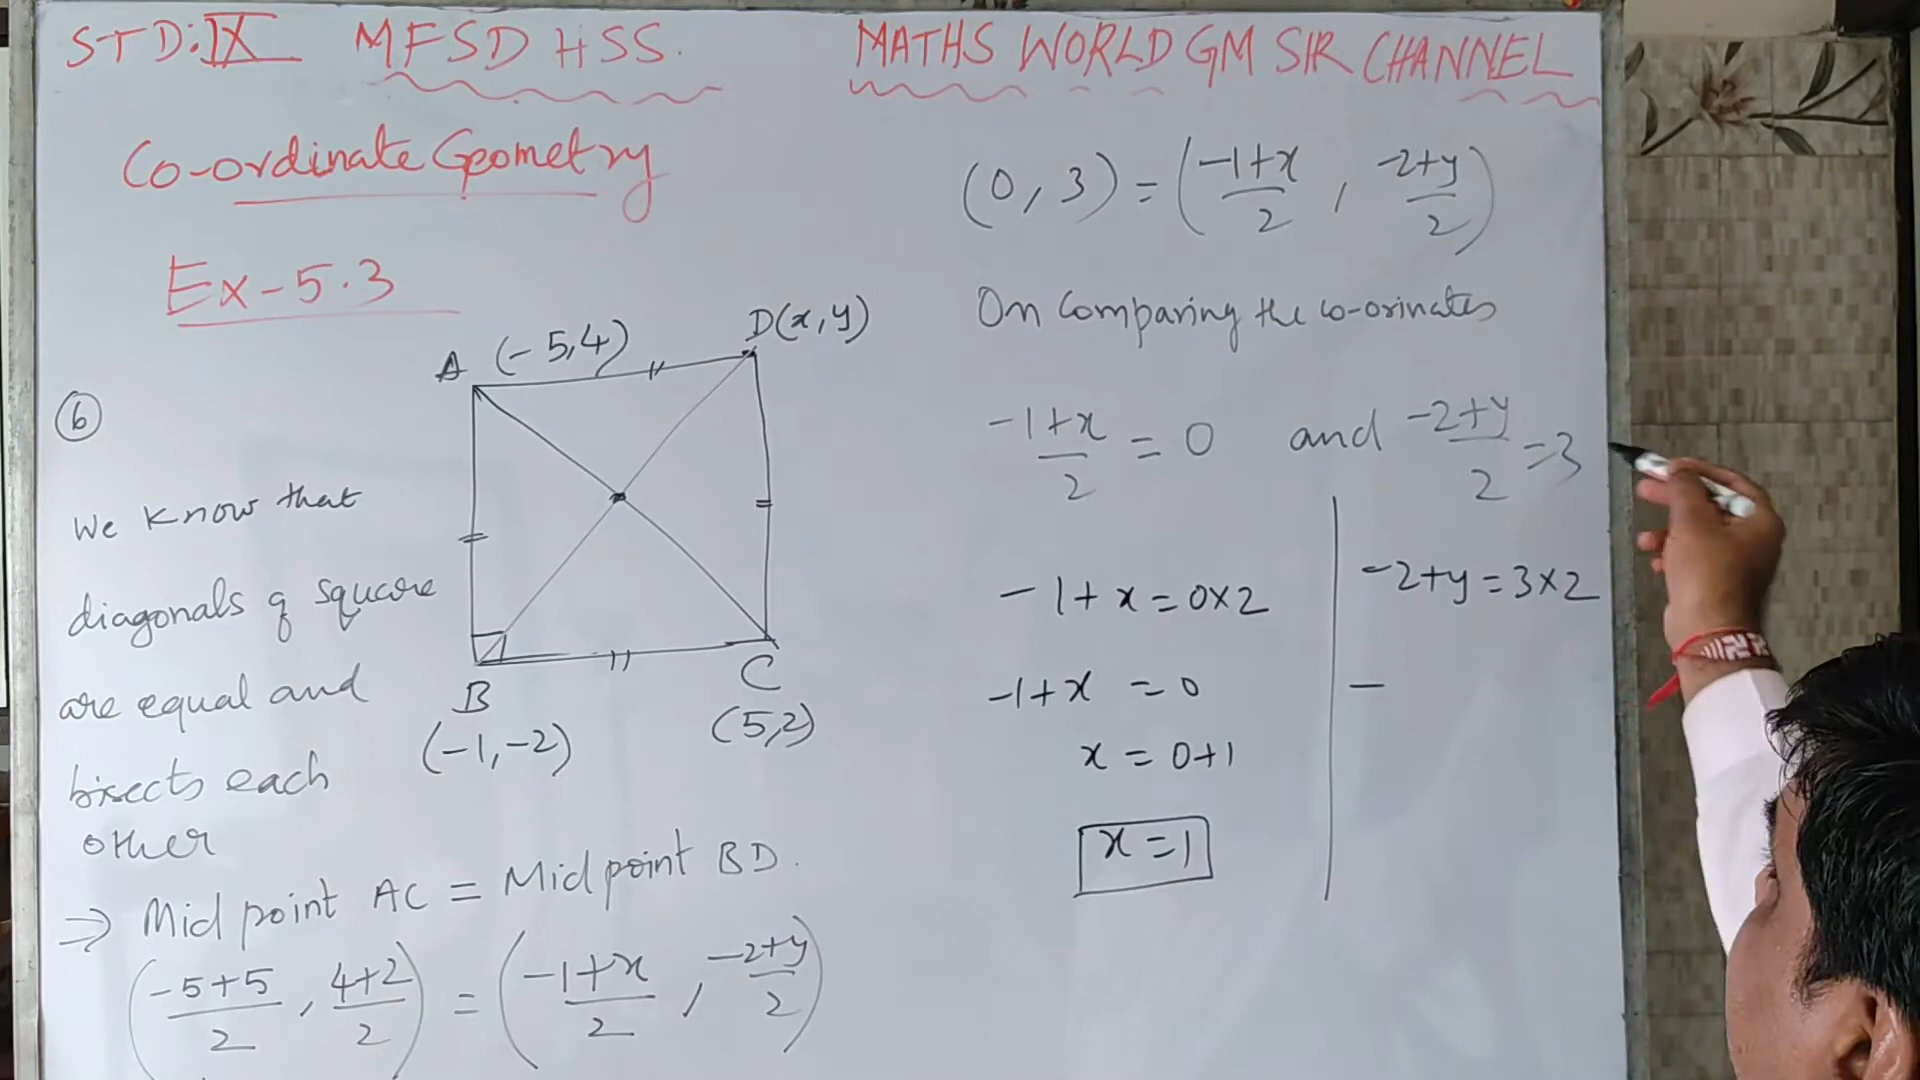 STD:IX MFSD HSS. MATHS WORLD GM SIR CHANNEL
Co-ordinate Geometry
Ex-5.3
6
A (-5,4)
D(x,y)
B
(-1,-2)
C
(5,2)
We know that
diagonals of square
are equal and
bisects each
other
⇒ Mid point AC = Mid point BD.
(-5+5/2, 4+2/2) = (-1+x/2, -2+y/2)
(0,3) = (-1+x/2, -2+y/2)
On comparing the co-orinates
-1+x/2 = 0 and -2+y/2 = 3
-1+x = 0×2
-1+x = 0
x = 0+1
x = 1
-2+y = 3×2
-